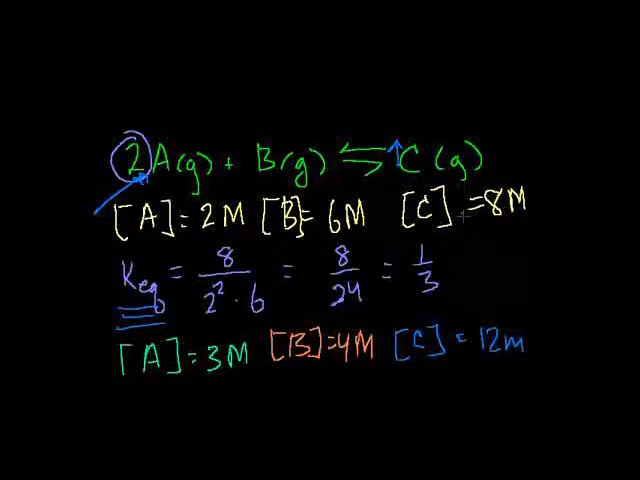 2A(g) + B(g) ⇌ ↑C(g)
[A] = 2M [B] = 6M [C] = 8M
Keq = 8/2² · 6 = 8/24 = 1/3
[A] = 3M [B] = 4M [C] = 12M